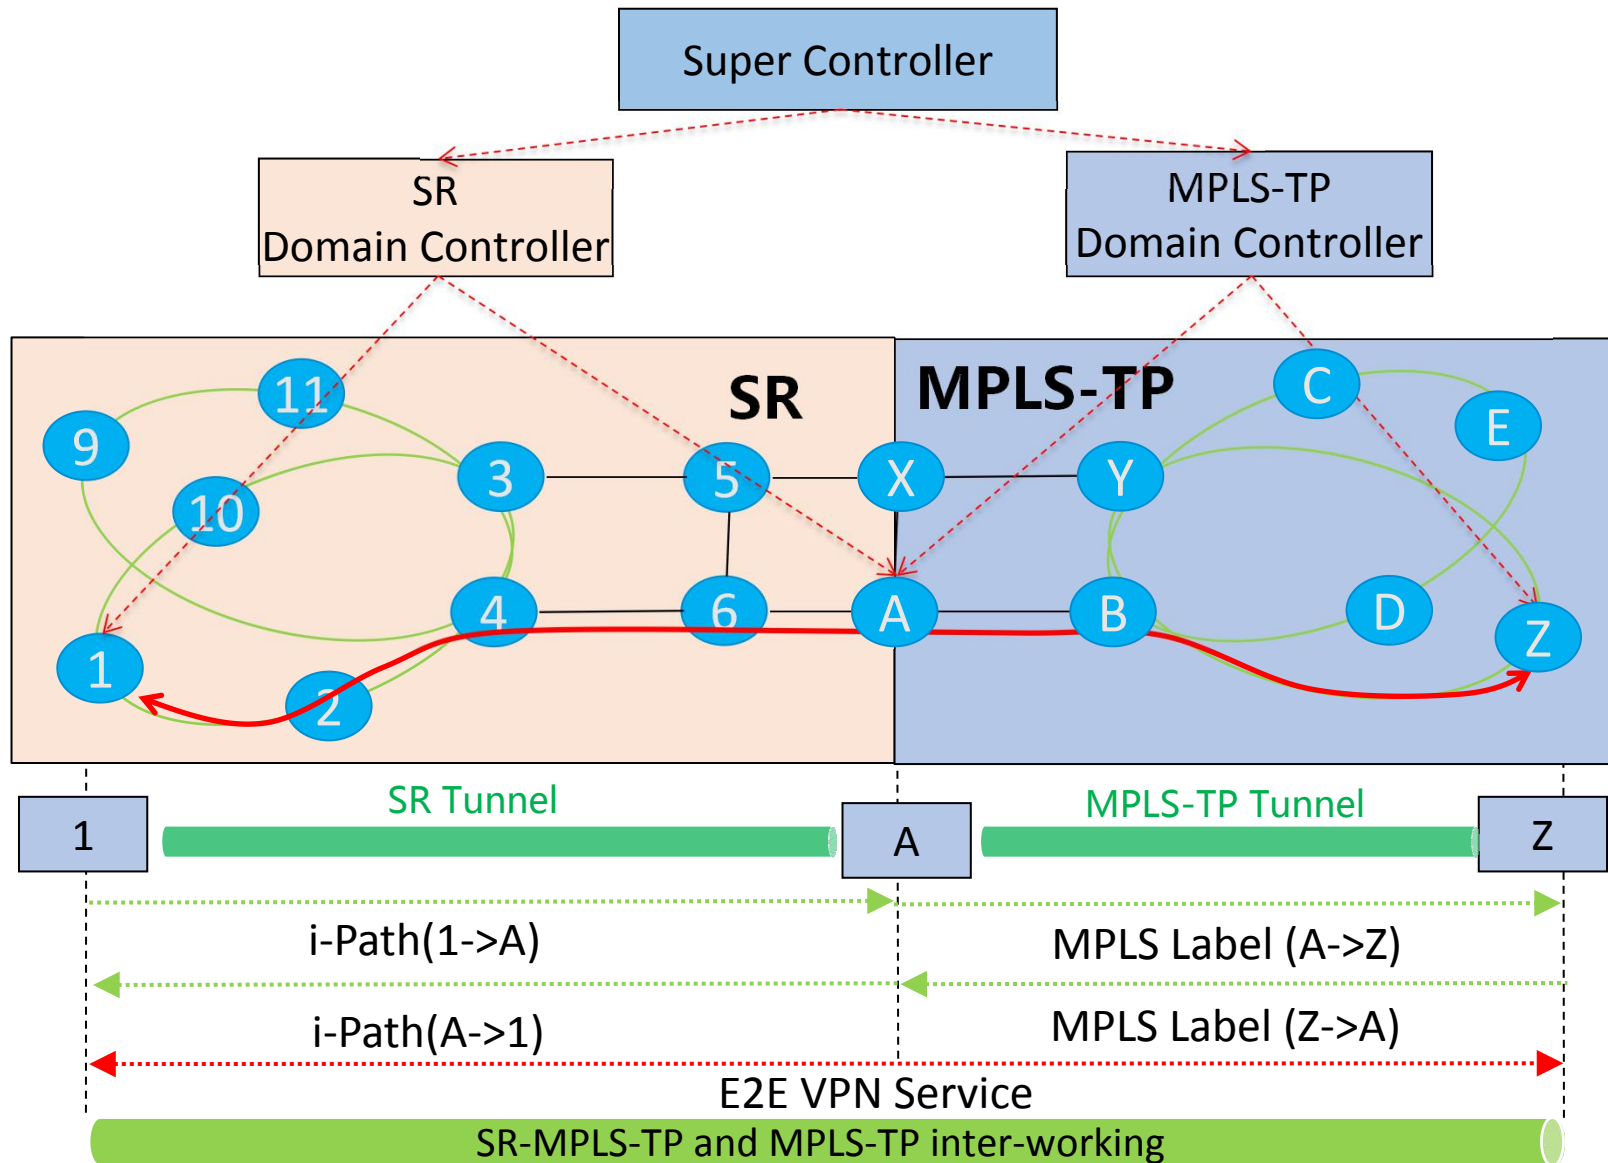 Super Controller
SR
Domain Controller
MPLS-TP
Domain Controller
SR
MPLS-TP
11
9
10
3
5
X
Y
C
E
1
2
4
6
A
B
D
Z
SR Tunnel
MPLS-TP Tunnel
1
A
Z
i-Path(1->A)
MPLS Label (A->Z)
i-Path(A->1)
MPLS Label (Z->A)
E2E VPN Service
SR-MPLS-TP and MPLS-TP inter-working